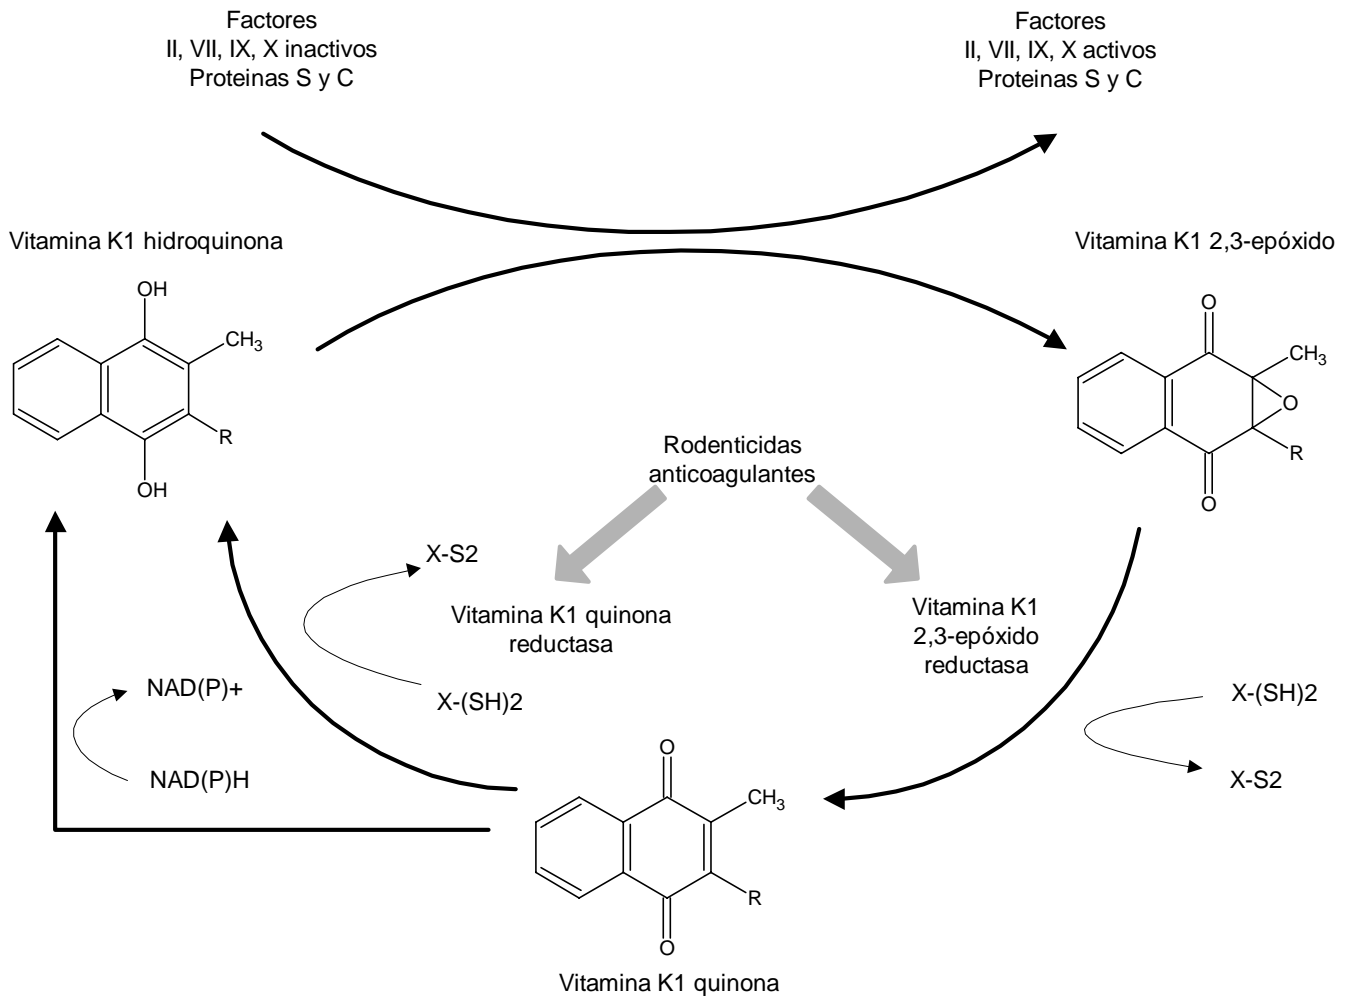 Factores
II, VII, IX, X inactivos
Proteinas S y C
Factores
II, VII, IX, X activos
Proteinas S y C
Vitamina K1 hidroquinona
Vitamina K1 2,3-epóxido
OH
CH3
R
OH
O
CH3
O
R
O
Rodenticidas
anticoagulantes
X-S2
Vitamina K1 quinona
reductasa
X-(SH)2
Vitamina K1
2,3-epóxido
reductasa
NAD(P)+
NAD(P)H
X-(SH)2
X-S2
O
CH3
R
O
Vitamina K1 quinona